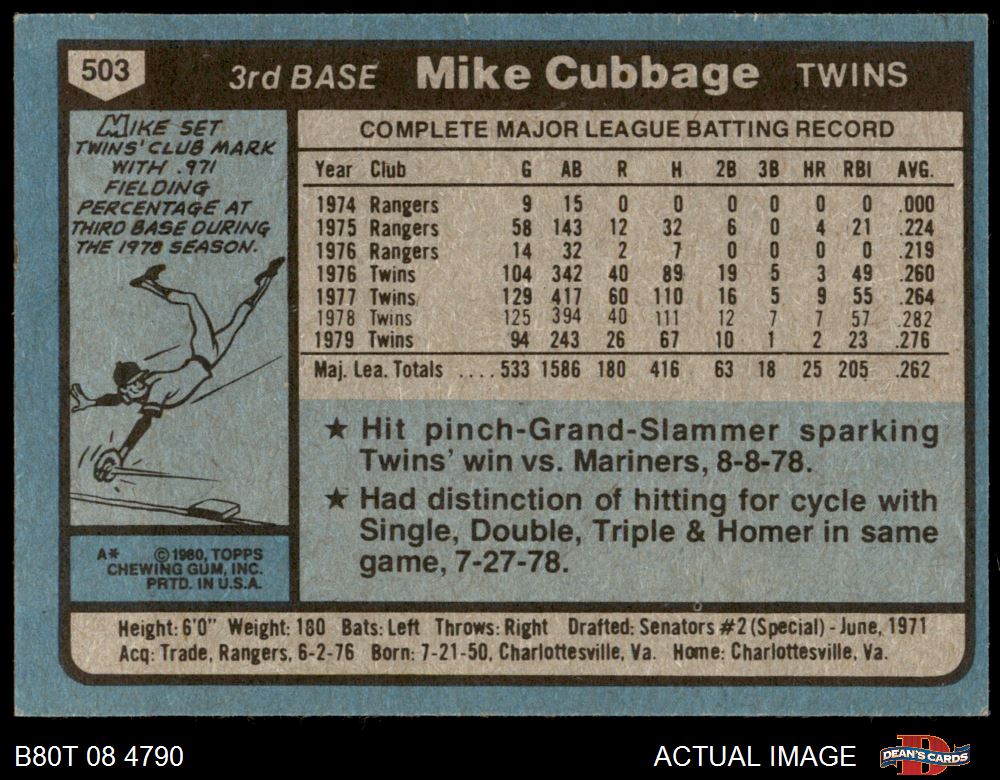 503
3rd BASE Mike Cubbage TWINS
MIKE SET
TWINS' CLUB MARK
WITH .971
FIELDING
PERCENTAGE AT
THIRD BASE DURING
THE 1978 SEASON.
A* ©1980, TOPPS
CHEWING GUM, INC.
PRTD. IN U.S.A.
COMPLETE MAJOR LEAGUE BATTING RECORD
Year Club G AB R H 2B 3B HR RBI AVG.
1974 Rangers 9 15 0 0 0 0 0 0 .000
1975 Rangers 58 143 12 32 6 0 4 21 .224
1976 Rangers 14 32 2 7 0 0 0 0 .219
1976 Twins 104 342 40 89 19 5 3 49 .260
1977 Twins 129 417 60 110 16 5 9 55 .264
1978 Twins 125 394 40 111 12 7 7 57 .282
1979 Twins 94 243 26 67 10 1 2 23 .276
Maj. Lea. Totals ....533 1586 180 416 63 18 25 205 .262
★ Hit pinch-Grand-Slammer sparking
Twins' win vs. Mariners, 8-8-78.
★ Had distinction of hitting for cycle with
Single, Double, Triple & Homer in same
game, 7-27-78.
Height: 6'0" Weight: 180 Bats: Left Throws: Right Drafted: Senators #2 (Special) - June, 1971
Acq: Trade, Rangers, 6-2-76 Born: 7-21-50, Charlottesville, Va. Home: Charlottesville, Va.
B80T 08 4790
ACTUAL IMAGE
DEAN'S CARDS